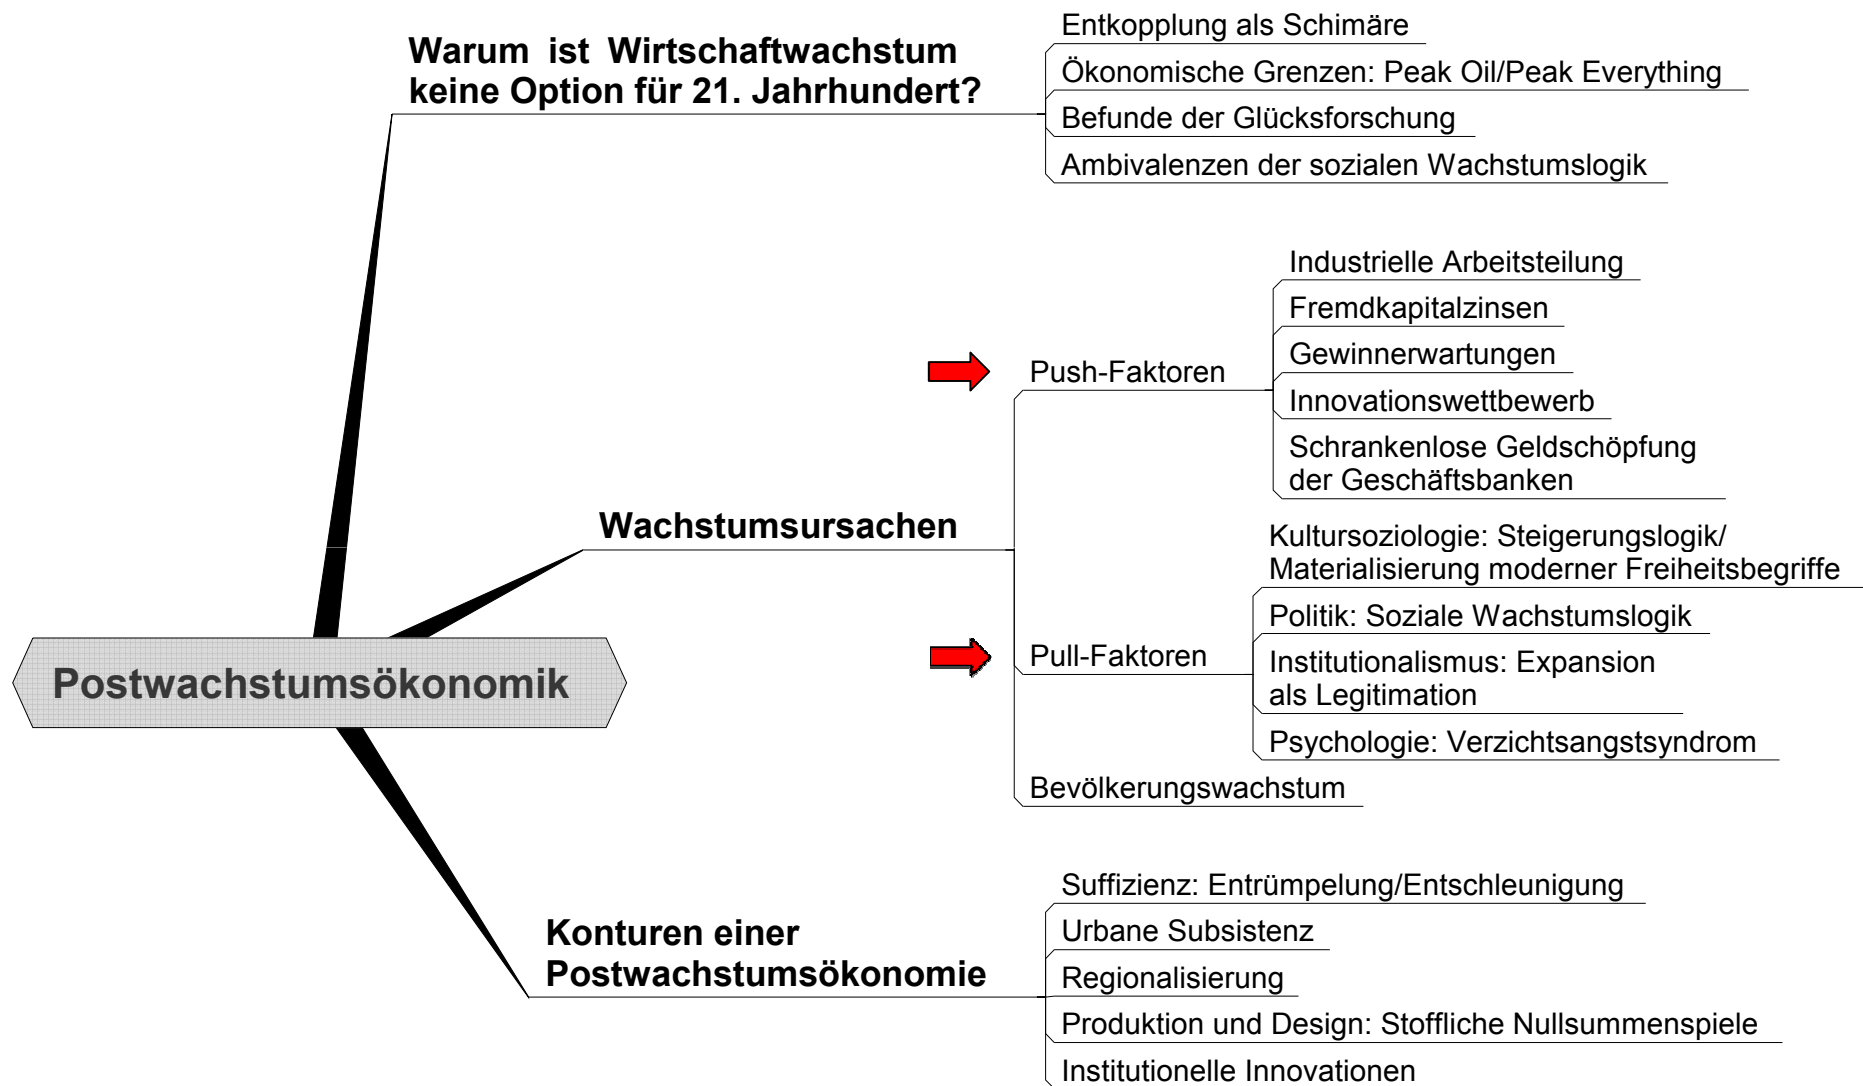 Warum ist Wirtschaftwachstum
keine Option für 21. Jahrhundert?
Entkopplung als Schimäre
Ökonomische Grenzen: Peak Oil/Peak Everything
Befunde der Glücksforschung
Ambivalenzen der sozialen Wachstumslogik
Wachstumsursachen
Push-Faktoren
Industrielle Arbeitsteilung
Fremdkapitalzinsen
Gewinnerwartungen
Innovationswettbewerb
Schrankenlose Geldschöpfung
der Geschäftsbanken
Pull-Faktoren
Kultursoziologie: Steigerungslogik/
Materialisierung moderner Freiheitsbegriffe
Politik: Soziale Wachstumslogik
Institutionalismus: Expansion
als Legitimation
Psychologie: Verzichtsangstsyndrom
Bevölkerungswachstum
Postwachstumsökonomik
Konturen einer
Postwachstumsökonomie
Suffizienz: Entrümpelung/Entschleunigung
Urbane Subsistenz
Regionalisierung
Produktion und Design: Stoffliche Nullsummenspiele
Institutionelle Innovationen